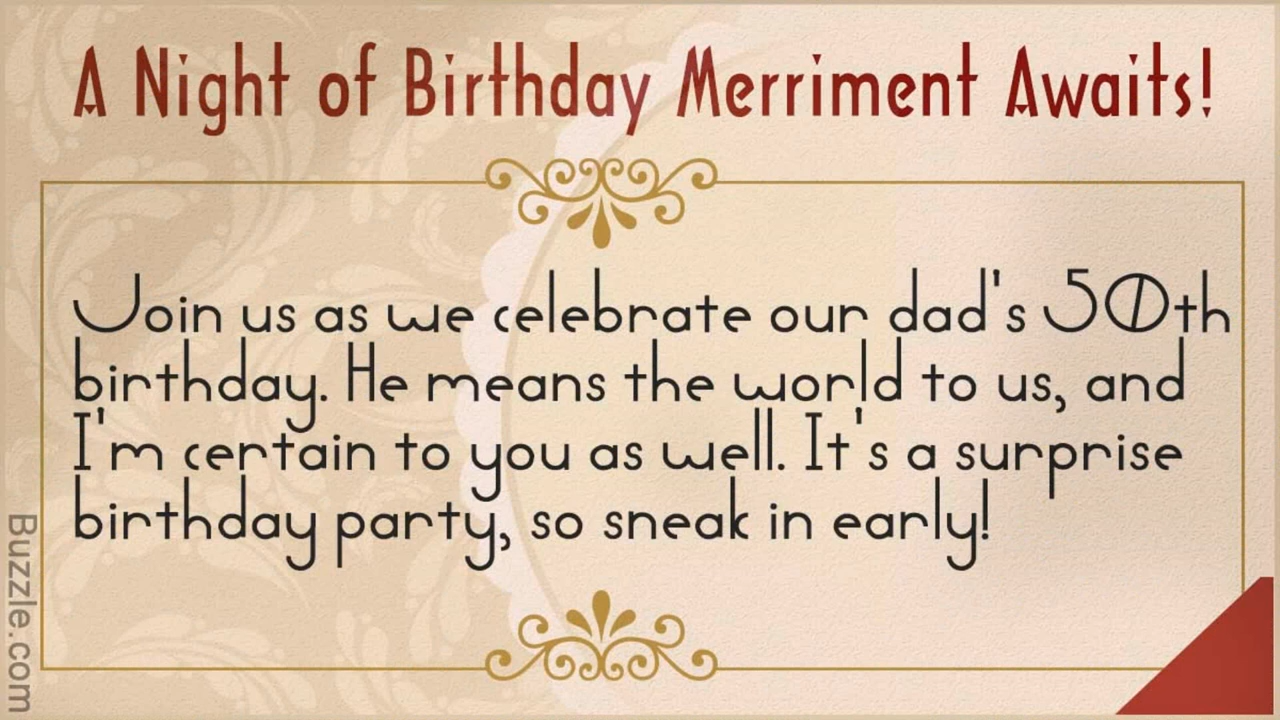 A Night of Birthday Merriment Awaits!
Join us as we celebrate our dad's 50th
birthday. He means the world to us, and
I'm certain to you as well. It's a surprise
birthday party, so sneak in early!
Buzzle.com